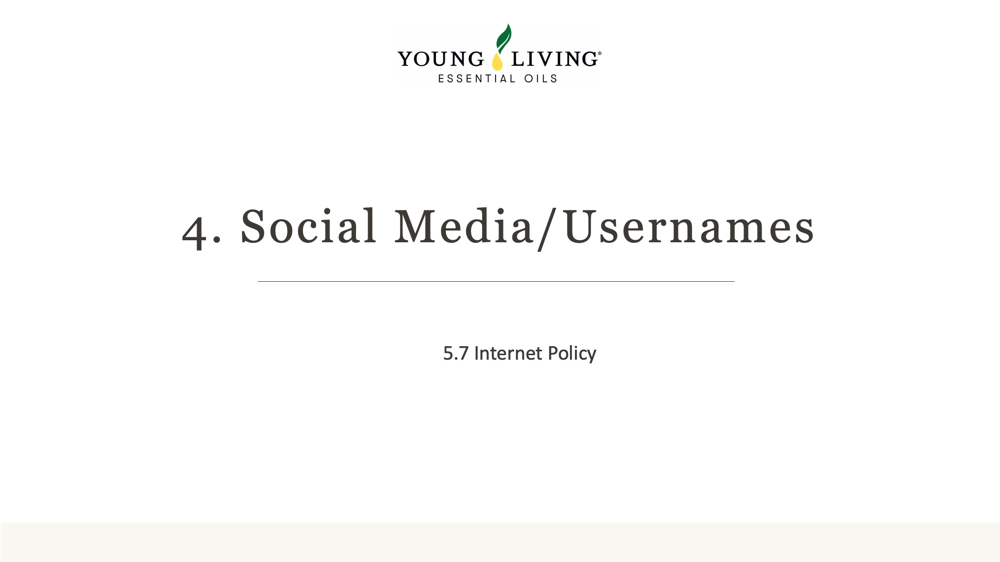 YOUNG LIVING®
ESSENTIAL OILS
4. Social Media/Usernames
5.7 Internet Policy